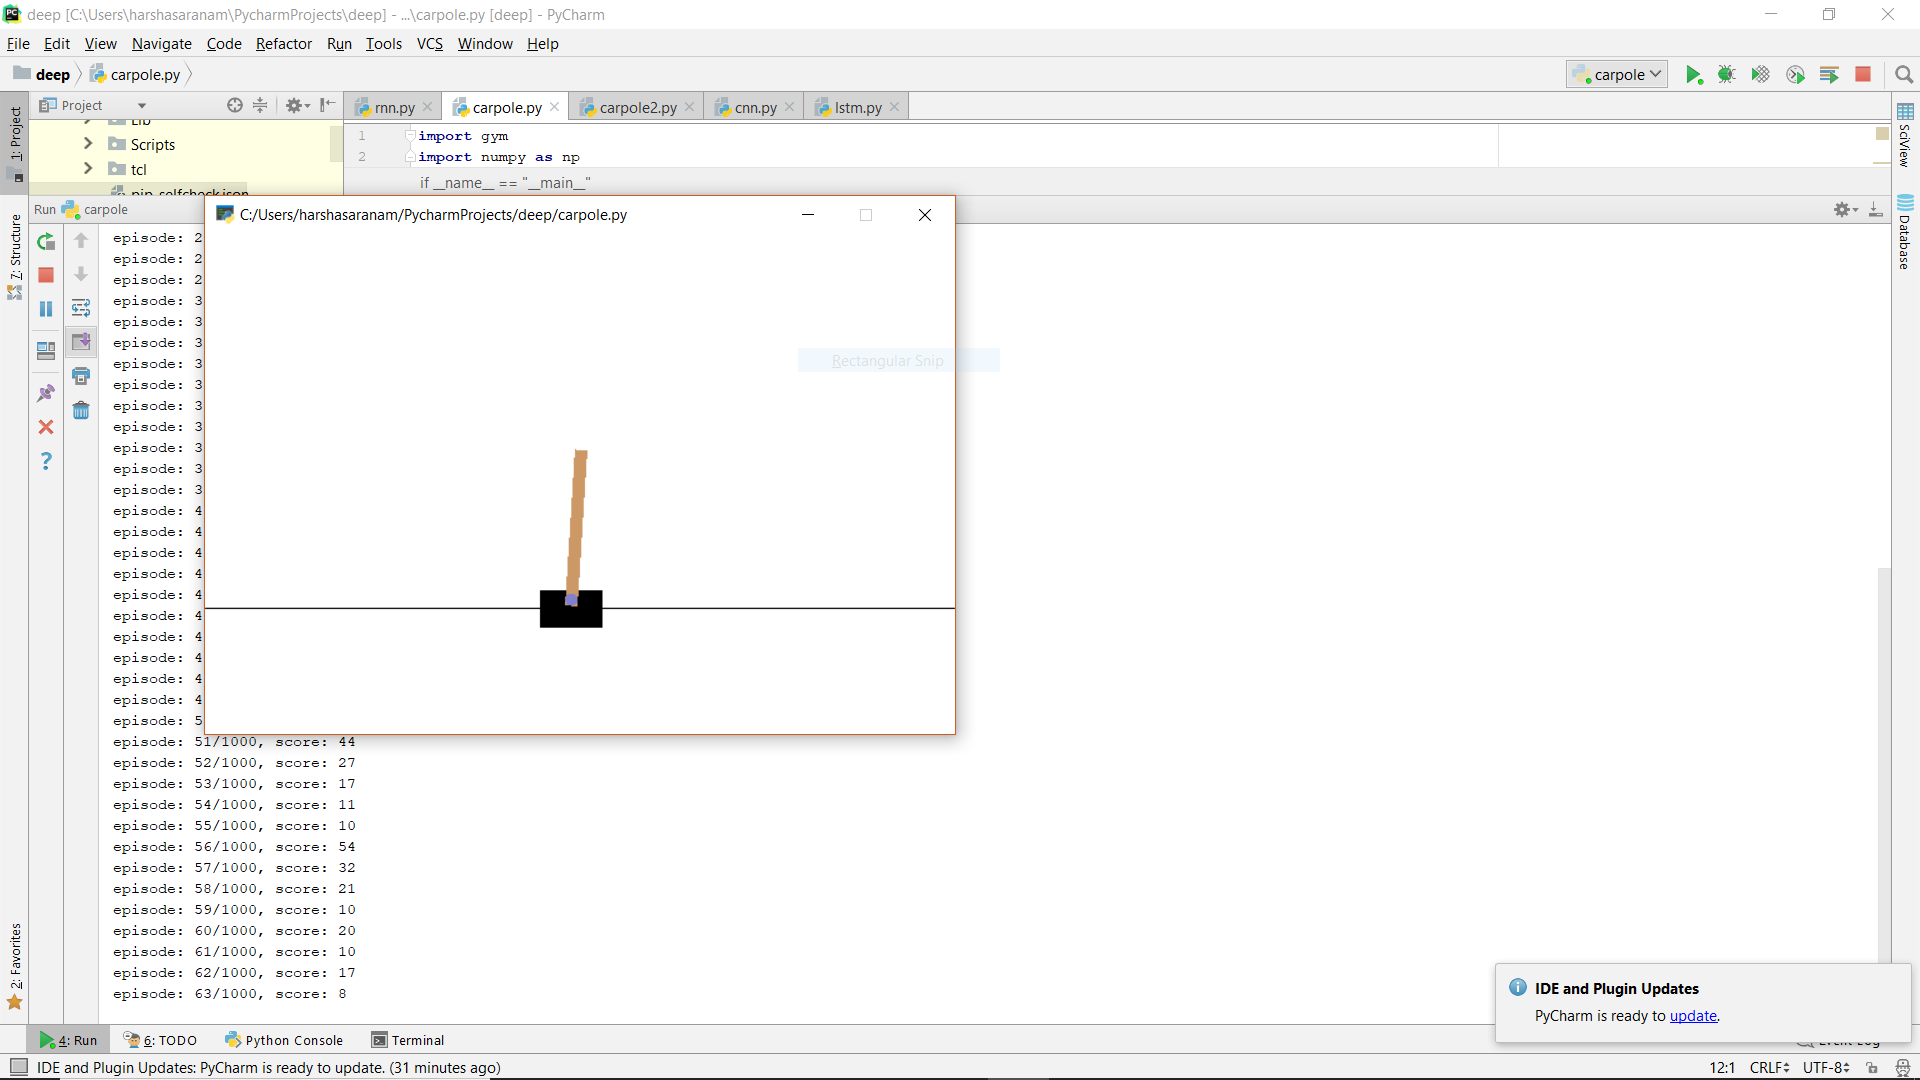 deep [C:\Users\harshasaranam\PycharmProjects\deep] - ...\carpole.py [deep] - PyCharm
File Edit View Navigate Code Refactor Run Tools VCS Window Help
deep carpole.py carpole
1: Project
Project
rnn.py carpole.py carpole2.py cnn.py lstm.py
Lib
Scripts
tcl
pip-selfcheck.json
1 import gym
2 import numpy as np
if __name__ == "__main__"
SciView
Database
7: Structure
2: Favorites
Run carpole
C:/Users/harshasaranam/PycharmProjects/deep/carpole.py
Rectangular Snip
episode: 2
episode: 2
episode: 2
episode: 3
episode: 3
episode: 3
episode: 3
episode: 3
episode: 3
episode: 3
episode: 3
episode: 3
episode: 3
episode: 4
episode: 4
episode: 4
episode: 4
episode: 4
episode: 4
episode: 4
episode: 4
episode: 4
episode: 4
episode: 5
episode: 51/1000, score: 44
episode: 52/1000, score: 27
episode: 53/1000, score: 17
episode: 54/1000, score: 11
episode: 55/1000, score: 10
episode: 56/1000, score: 54
episode: 57/1000, score: 32
episode: 58/1000, score: 21
episode: 59/1000, score: 10
episode: 60/1000, score: 20
episode: 61/1000, score: 10
episode: 62/1000, score: 17
episode: 63/1000, score: 8
IDE and Plugin Updates
PyCharm is ready to update.
4: Run 6: TODO Python Console Terminal Event Log
IDE and Plugin Updates: PyCharm is ready to update. (31 minutes ago) 12:1 CRLF UTF-8